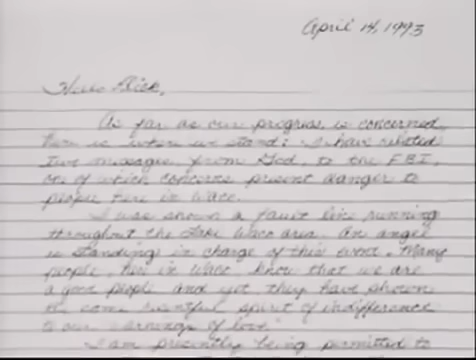 April 14, 1993
Hello Dick,
As far as our progress is concerned,
here is where we stand: I have related
two messages, from God, to the F.B.I.,
one of which concerns present danger to
people here in Waco.
I was shown a fault line running
throughout the Lake Waco area. An angel
is standing in charge of this event. Many
people, here in Waco, know that we are
a good people and yet they have shown
the same spirit of indifference
to our warnings of love.
I am presently being permitted to